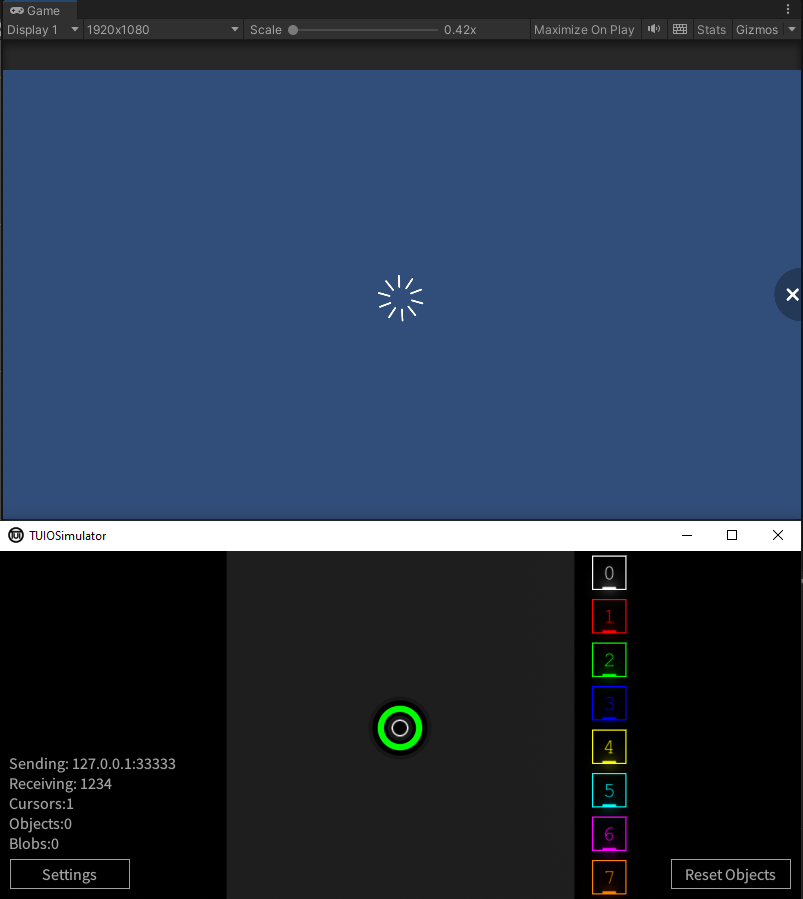 Game
Display 1 1920x1080 Scale 0.42x Maximize On Play Stats Gizmos
TUIOSimulator
0
1
2
3
4
5
6
7
Sending: 127.0.0.1:33333
Receiving: 1234
Cursors:1
Objects:0
Blobs:0
Settings
Reset Objects